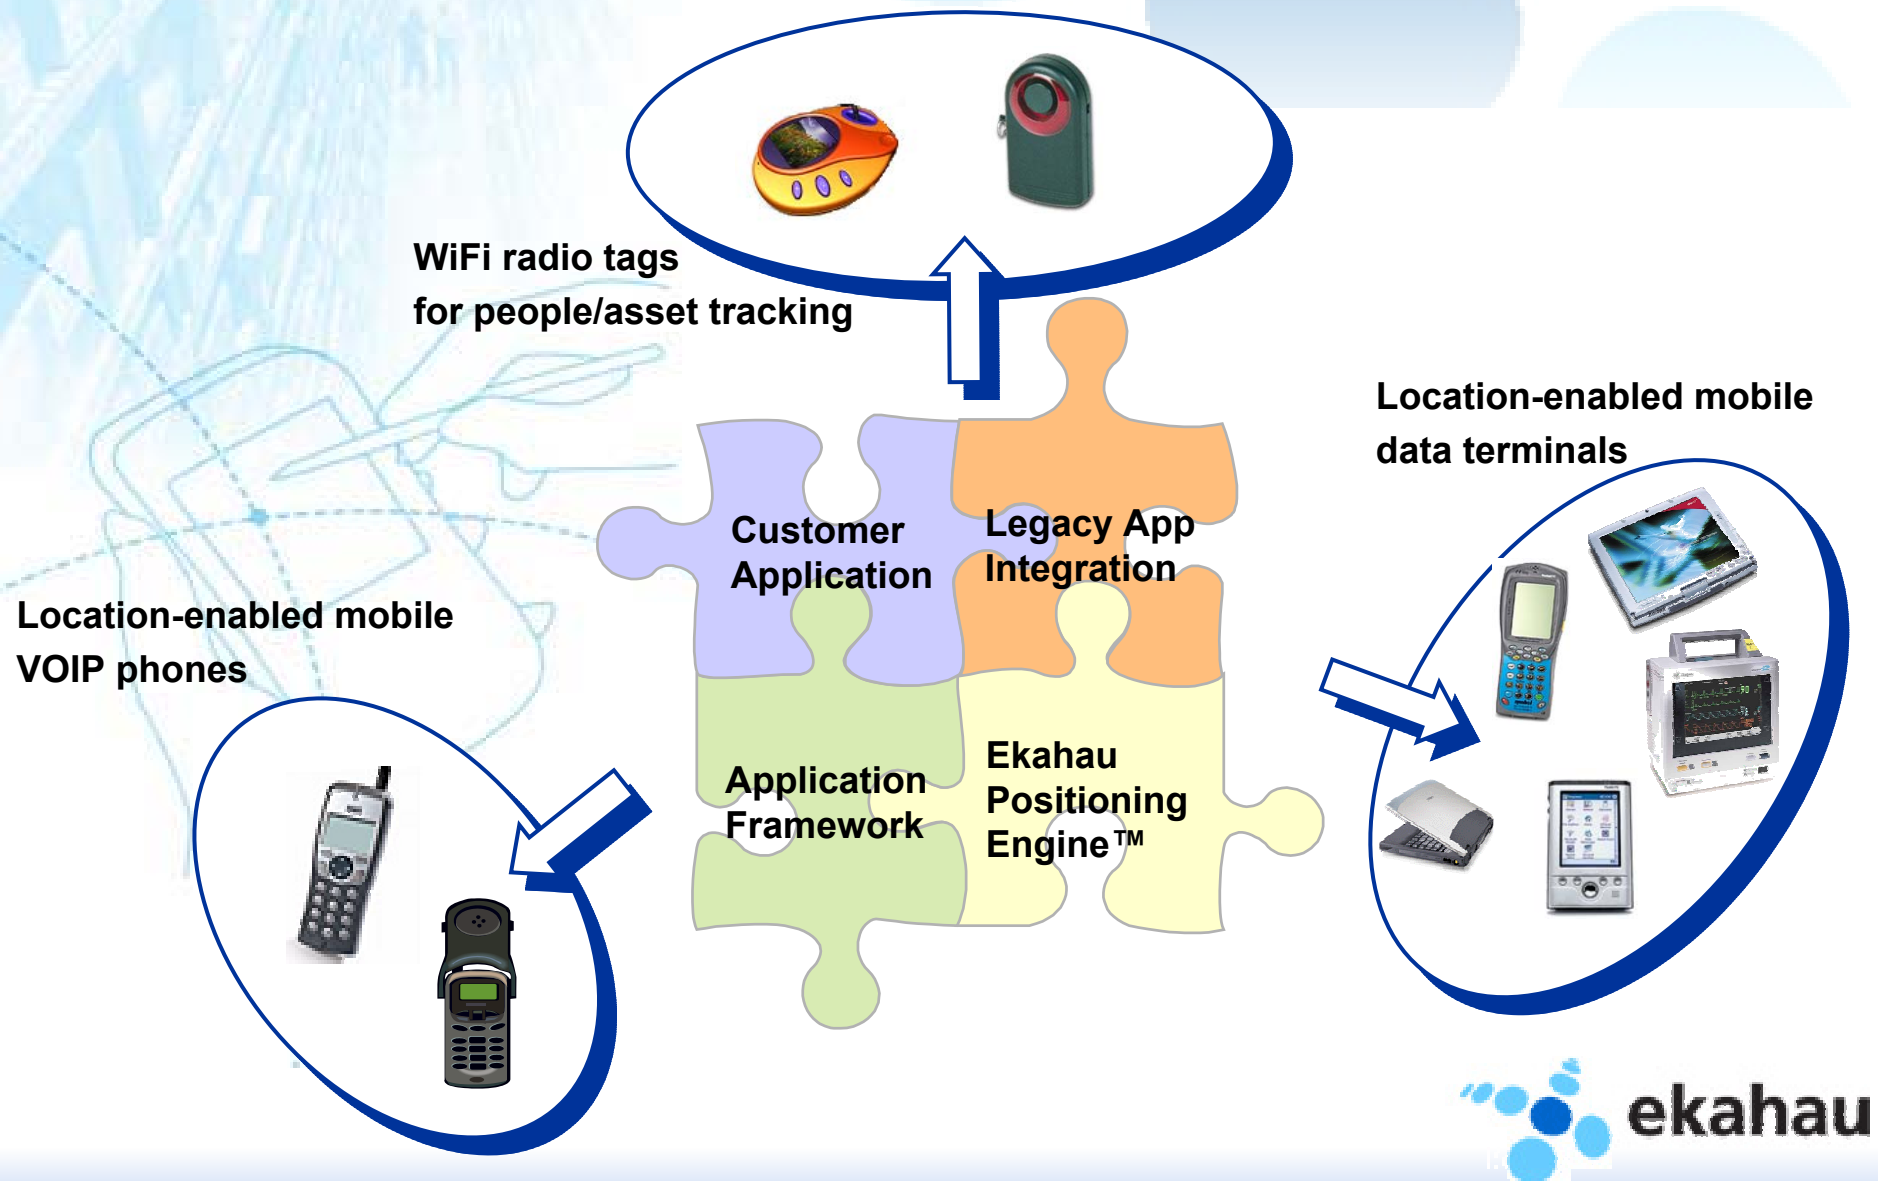 WiFi radio tags
for people/asset tracking
Location-enabled mobile
data terminals
Customer
Application
Legacy App
Integration
Location-enabled mobile
VOIP phones
Application
Framework
Ekahau
Positioning
Engine™
90
ekahau